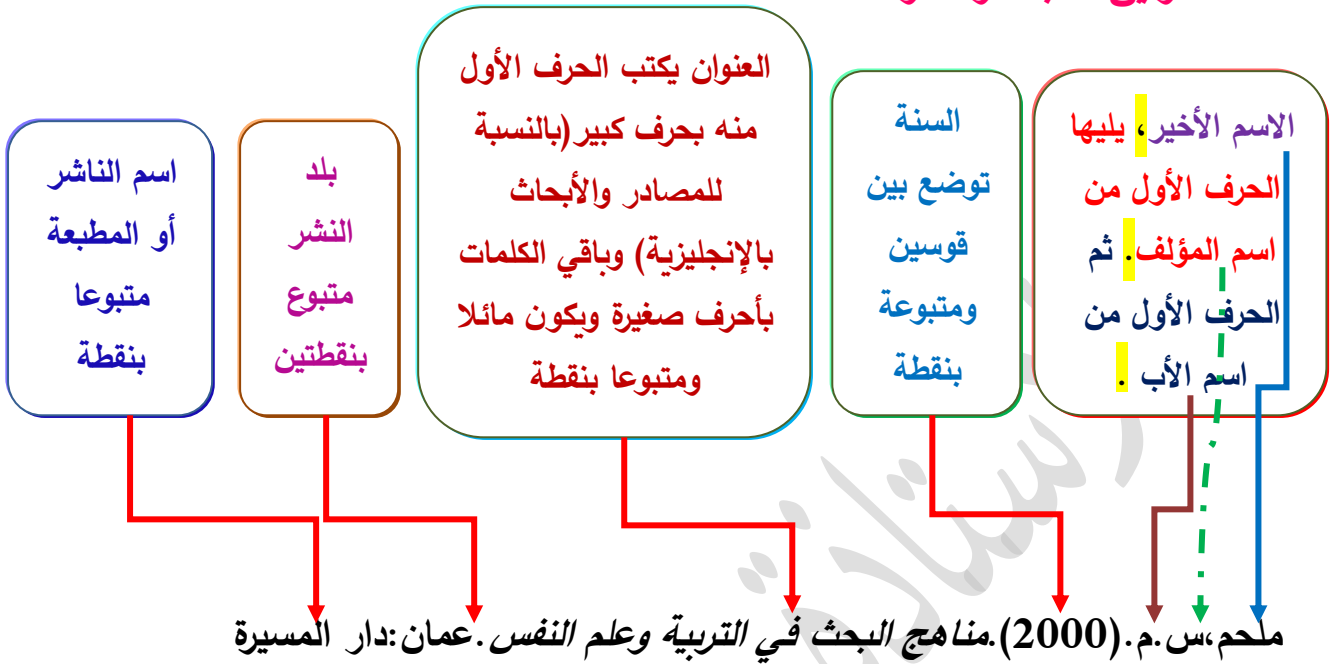 الاسم الأخير، يليها
الحرف الأول من
اسم المؤلف. ثم
الحرف الأول من
اسم الأب .
السنة
توضع بين
قوسين
ومتبوعة
بنقطة
العنوان يكتب الحرف الأول
منه بحرف كبير(بالنسبة
للمصادر والأبحاث
بالإنجليزية) وباقي الكلمات
بأحرف صغيرة ويكون مائلا
ومتبوعا بنقطة
بلد
النشر
متبوع
بنقطتين
اسم الناشر
أو المطبعة
متبوعا
بنقطة
ملحم،س.م.(2000).مناهج البحث في التربية وعلم النفس.عمان:دار المسيرة